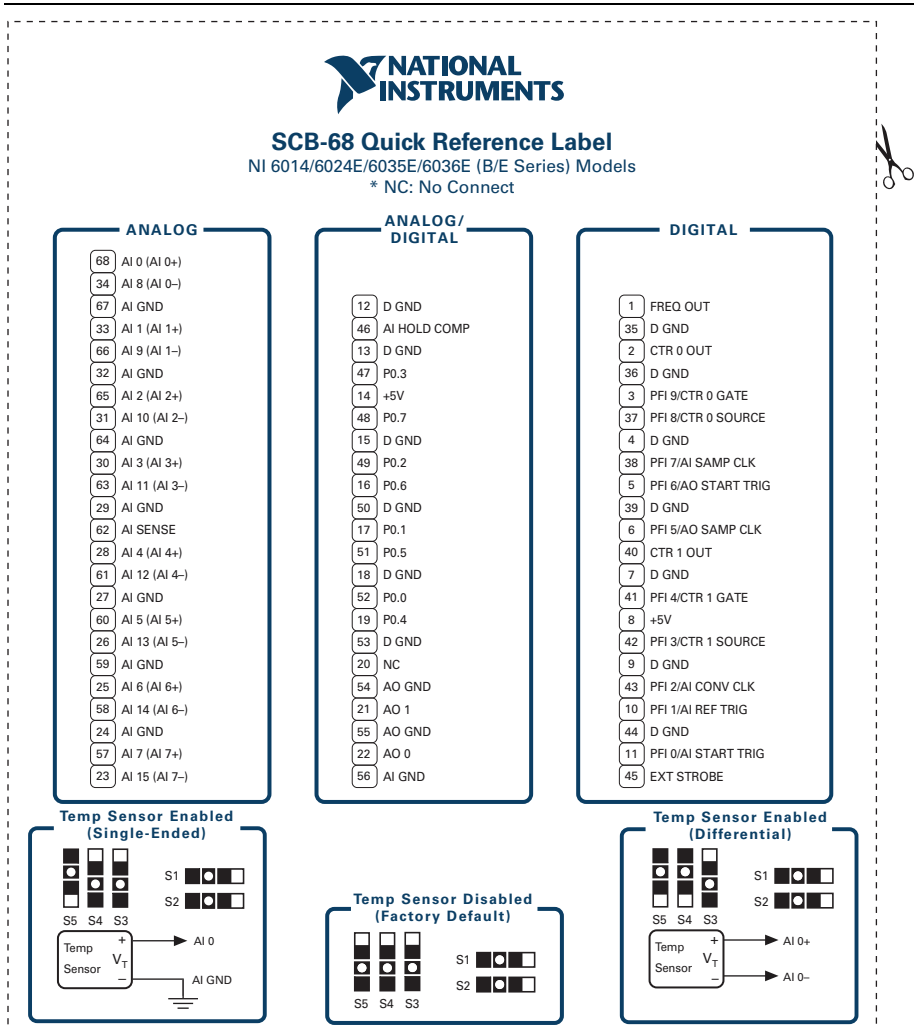 NATIONAL
INSTRUMENTS
SCB-68 Quick Reference Label
NI 6014/6024E/6035E/6036E (B/E Series) Models
* NC: No Connect
ANALOG
68 AI 0 (AI 0+)
34 AI 8 (AI 0–)
67 AI GND
33 AI 1 (AI 1+)
66 AI 9 (AI 1–)
32 AI GND
65 AI 2 (AI 2+)
31 AI 10 (AI 2–)
64 AI GND
30 AI 3 (AI 3+)
63 AI 11 (AI 3–)
29 AI GND
62 AI SENSE
28 AI 4 (AI 4+)
61 AI 12 (AI 4–)
27 AI GND
60 AI 5 (AI 5+)
26 AI 13 (AI 5–)
59 AI GND
25 AI 6 (AI 6+)
58 AI 14 (AI 6–)
24 AI GND
57 AI 7 (AI 7+)
23 AI 15 (AI 7–)
ANALOG/
DIGITAL
12 D GND
46 AI HOLD COMP
13 D GND
47 P0.3
14 +5V
48 P0.7
15 D GND
49 P0.2
16 P0.6
50 D GND
17 P0.1
51 P0.5
18 D GND
52 P0.0
19 P0.4
53 D GND
20 NC
54 AO GND
21 AO 1
55 AO GND
22 AO 0
56 AI GND
DIGITAL
1 FREQ OUT
35 D GND
2 CTR 0 OUT
36 D GND
3 PFI 9/CTR 0 GATE
37 PFI 8/CTR 0 SOURCE
4 D GND
38 PFI 7/AI SAMP CLK
5 PFI 6/AO START TRIG
39 D GND
6 PFI 5/AO SAMP CLK
40 CTR 1 OUT
7 D GND
41 PFI 4/CTR 1 GATE
8 +5V
42 PFI 3/CTR 1 SOURCE
9 D GND
43 PFI 2/AI CONV CLK
10 PFI 1/AI REF TRIG
44 D GND
11 PFI 0/AI START TRIG
45 EXT STROBE
Temp Sensor Enabled
(Single-Ended)
S1
S2
S5 S4 S3
Temp
Sensor
+
VT
–
AI 0
AI GND
Temp Sensor Disabled
(Factory Default)
S1
S2
S5 S4 S3
Temp Sensor Enabled
(Differential)
S1
S2
S5 S4 S3
Temp
Sensor
+
VT
–
AI 0+
AI 0–